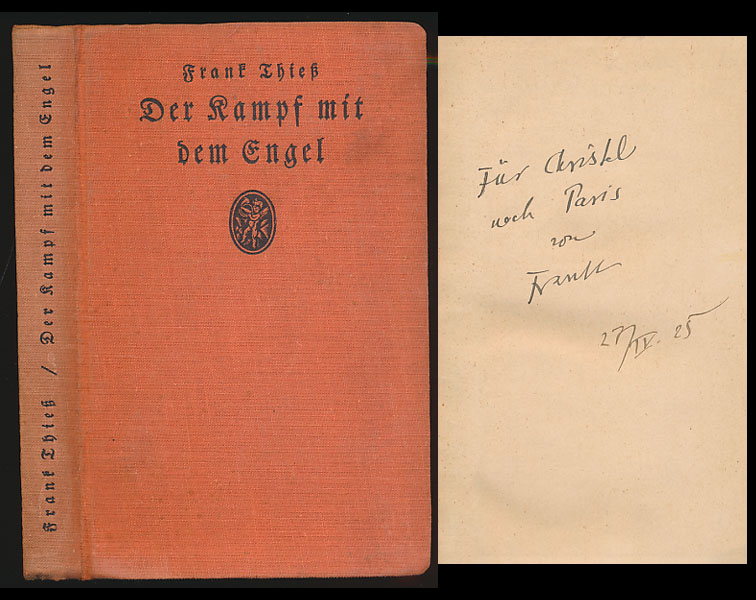 Frank Thieß / Der Kampf mit dem Engel
Frank Thieß
Der Kampf mit
dem Engel
Für Christel
nach Paris
von
Frank
27/IV. 25